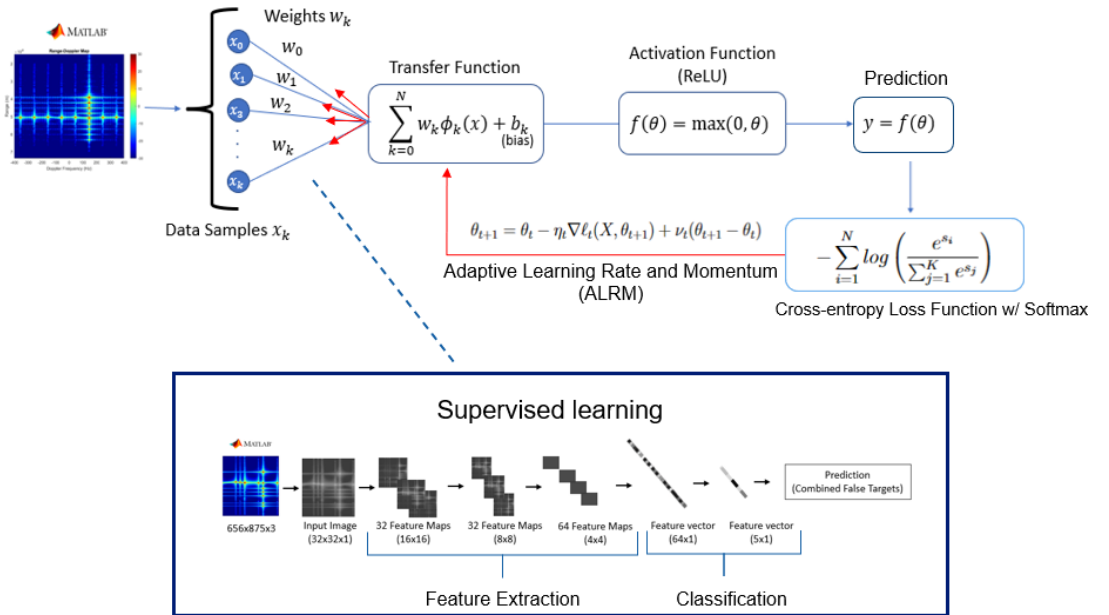 MATLAB
Range-Doppler Map
Range (m)
Doppler Frequency (Hz)
Weights w_k
x_0
x_1
x_2
x_k
w_0
w_1
w_2
w_k
Data Samples x_k
Transfer Function
∑_{k=0}^{N} w_k ϕ_k(x) + b_k
(bias)
Activation Function
(ReLU)
f(θ) = max(0, θ)
Prediction
y = f(θ)
θ_{t+1} = θ_t − η_t∇ℓ_t(X, θ_{t+1}) + ν_t(θ_{t+1} − θ_t)
Adaptive Learning Rate and Momentum
(ALRM)
− ∑_{i=1}^{N} log ( e^{s_i} / ∑_{j=1}^{K} e^{s_j} )
Cross-entropy Loss Function w/ Softmax
Supervised learning
MATLAB
656x875x3
Input Image
(32x32x1)
32 Feature Maps
(16x16)
32 Feature Maps
(8x8)
64 Feature Maps
(4x4)
Feature vector
(64x1)
Feature vector
(5x1)
Prediction
(Combined False Targets)
Feature Extraction
Classification